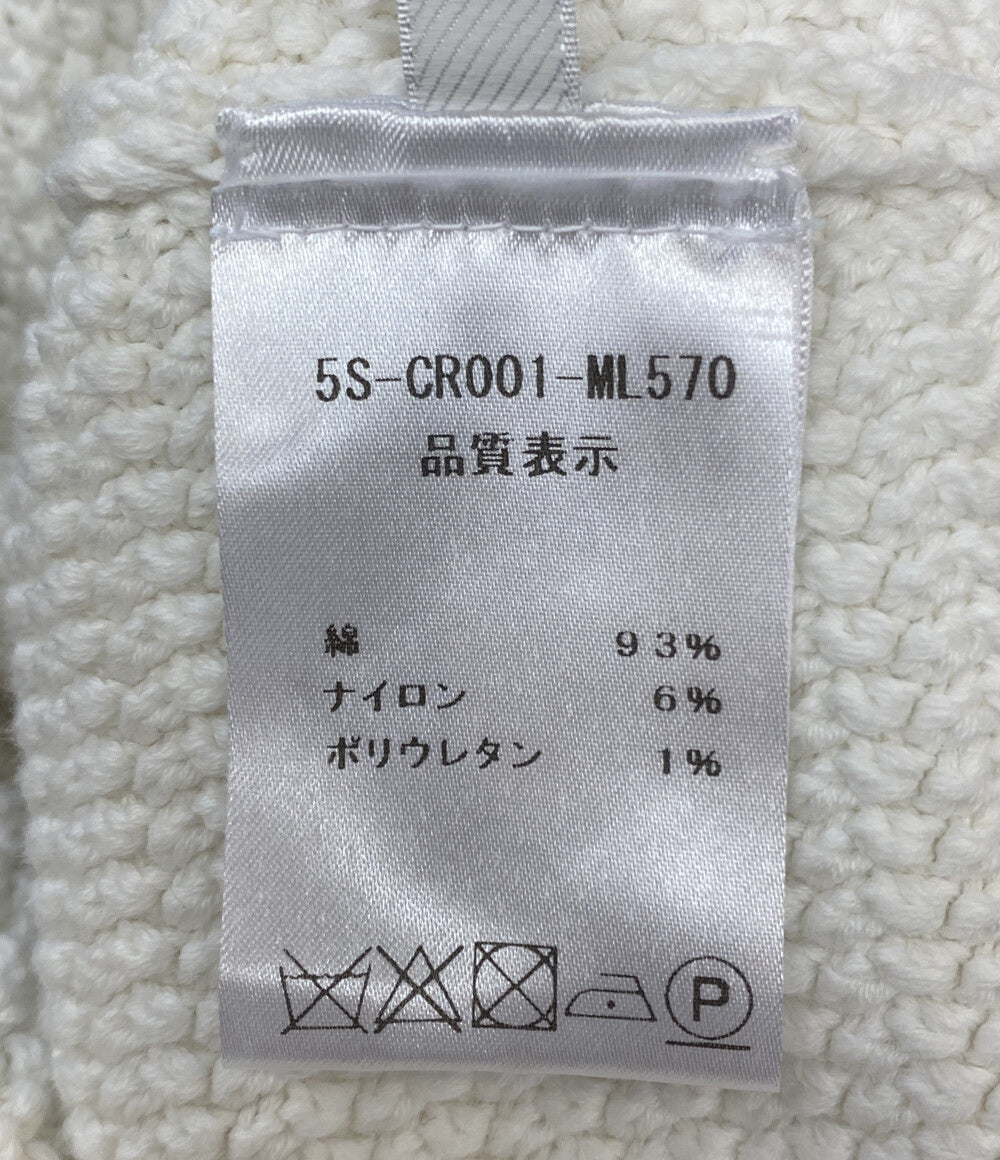 5S-CR001-ML570
品質表示
綿 93%
ナイロン 6%
ポリウレタン 1%
P